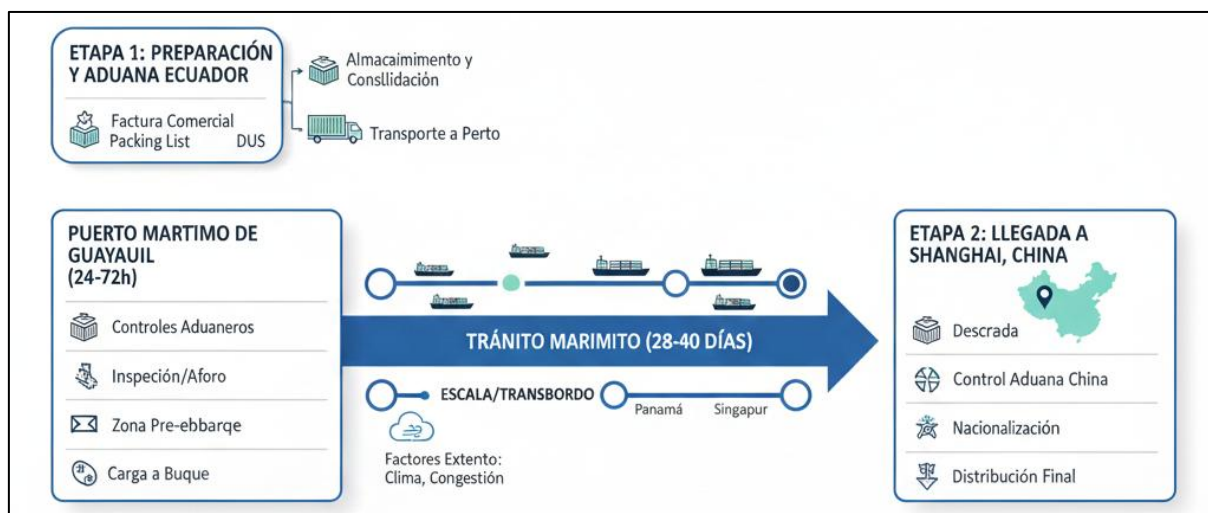 ETAPA 1: PREPARACIÓN
Y ADUANA ECUADOR
Factura Comercial
Packing List DUS
Almacaimimento y
Consllidación
Transporte a Perto
PUERTO MARTIMO DE
GUAYAUIL
(24-72h)
Controles Aduaneros
Inspeción/Aforo
Zona Pre-ebbarqe
Carga a Buque
TRÁNITO MARIMITO (28-40 DÍAS)
ESCALA/TRANSBORDO
Panamá Singapur
Factores Extento:
Clima, Congestión
ETAPA 2: LLEGADA A
SHANGHAI, CHINA
Descrada
Control Aduana China
Nacionalización
Distribución Final